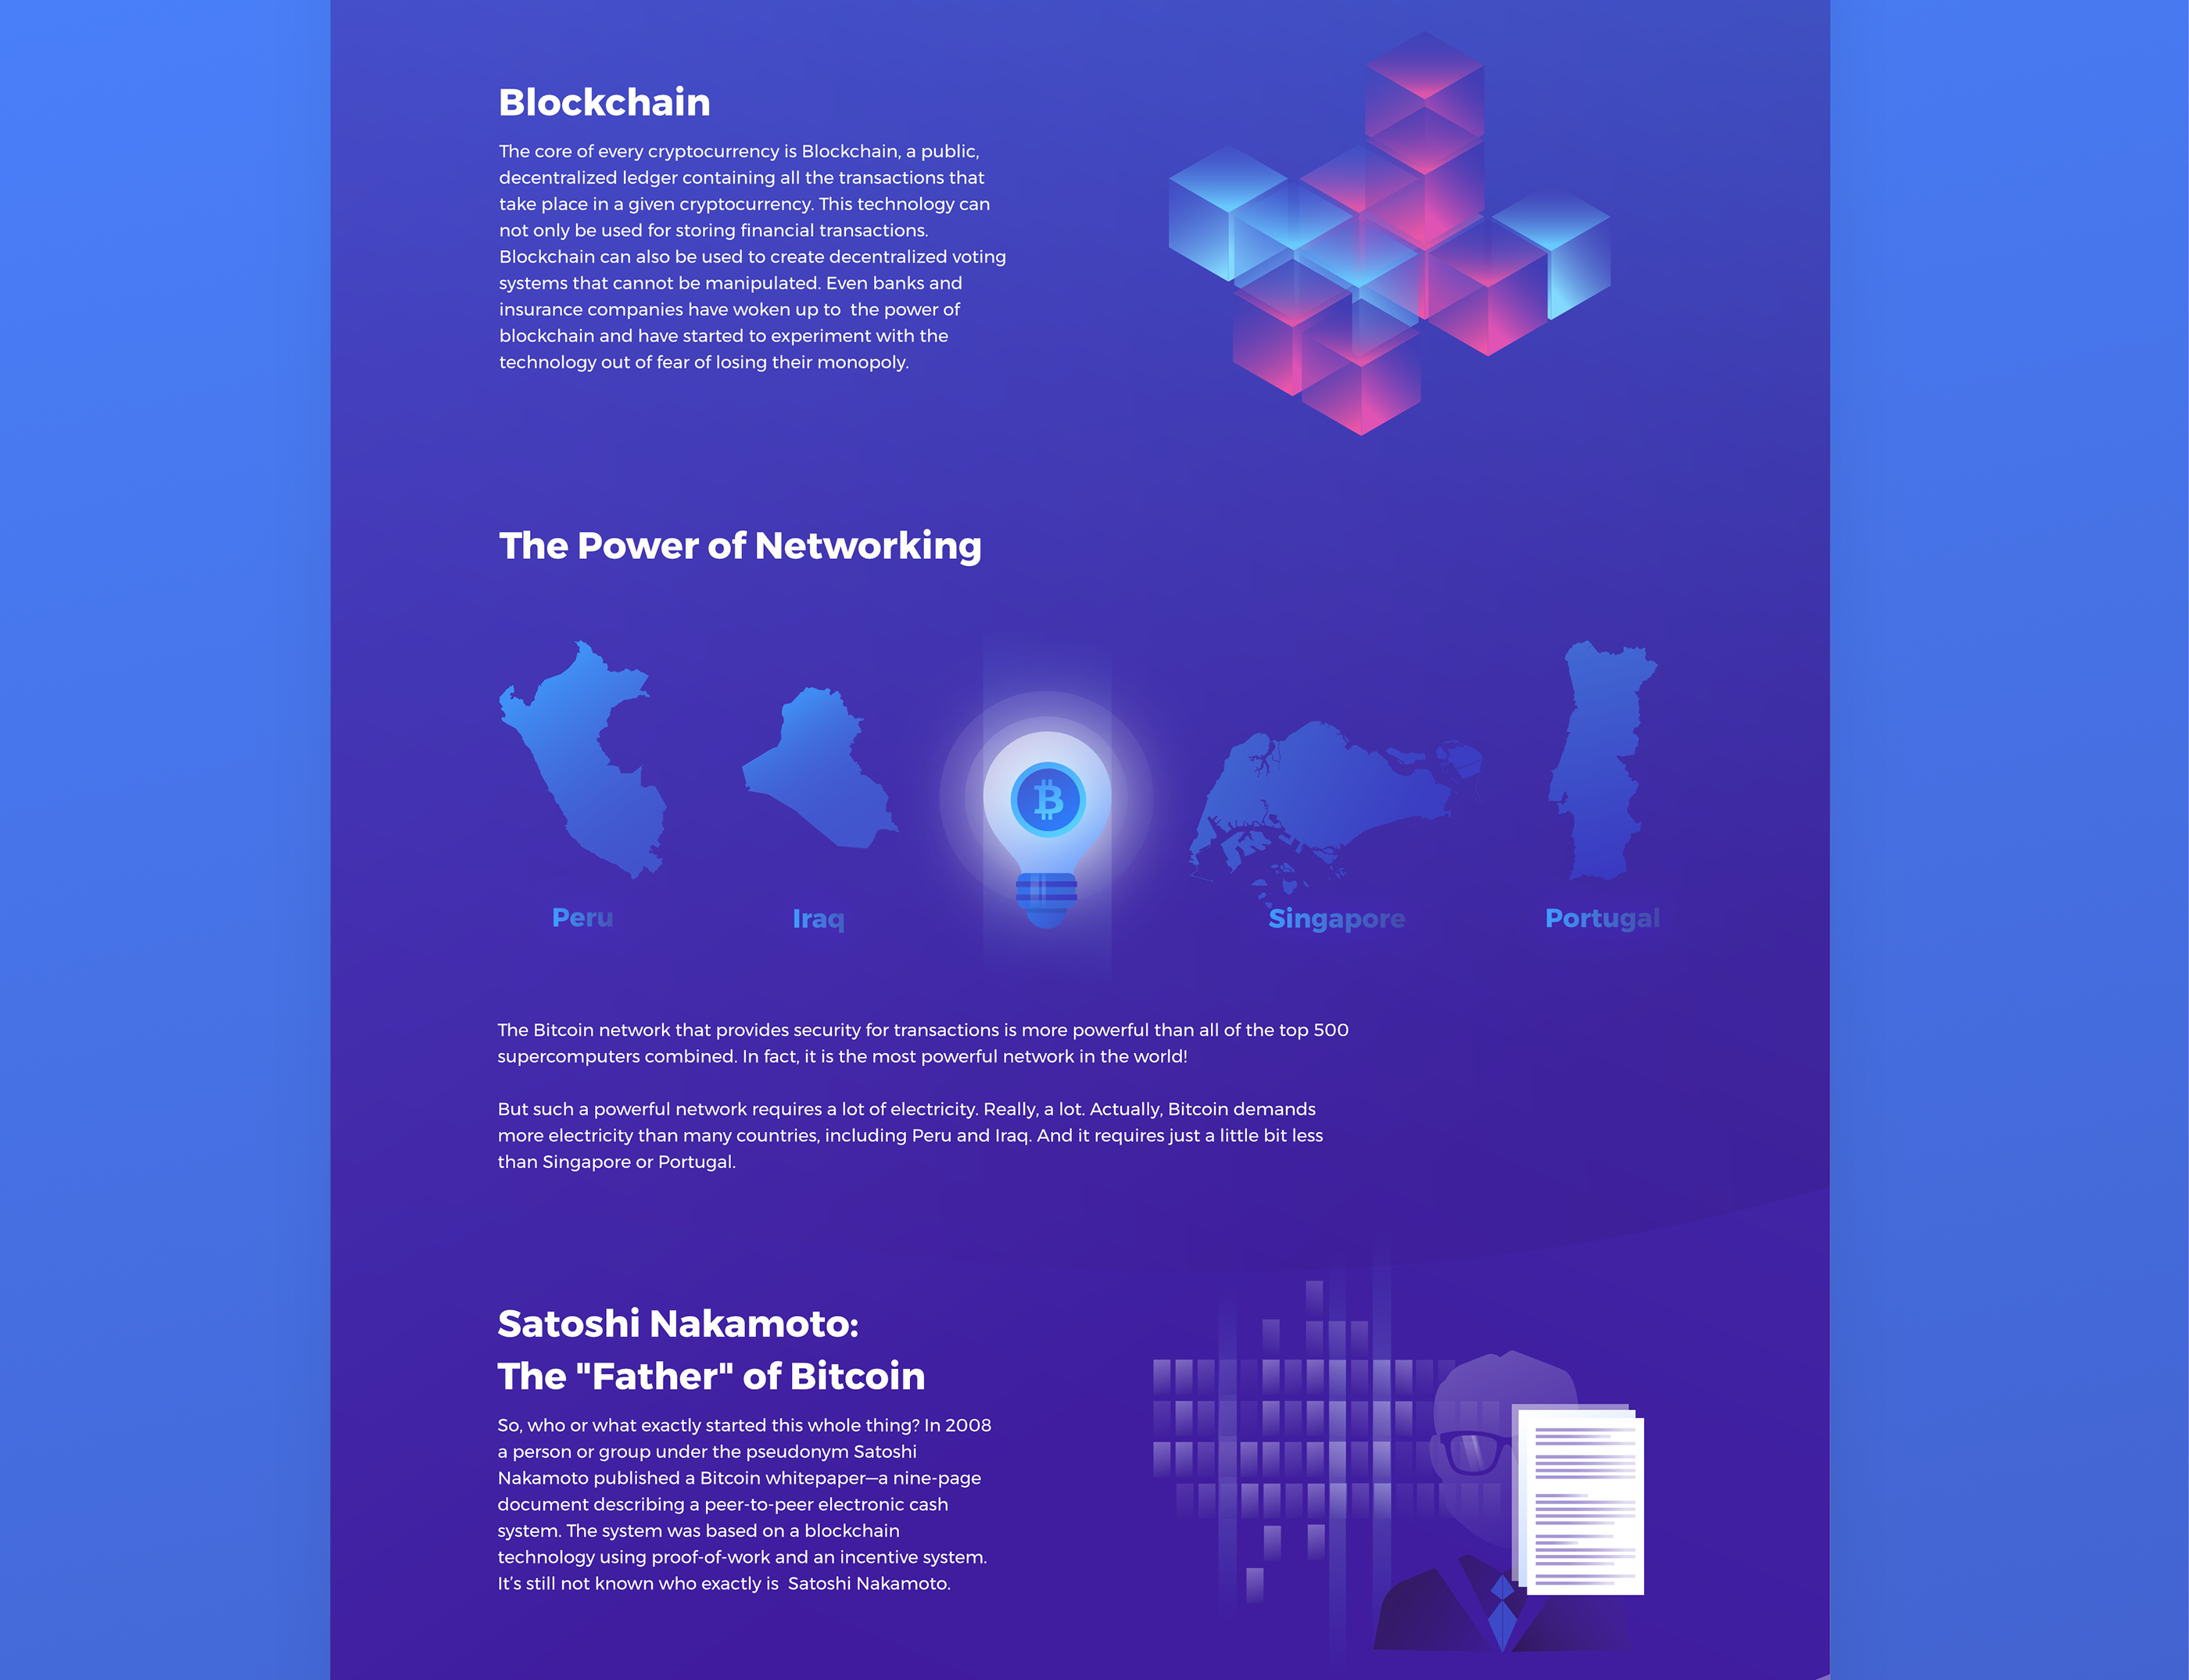 Blockchain
The core of every cryptocurrency is Blockchain, a public,
decentralized ledger containing all the transactions that
take place in a given cryptocurrency. This technology can
not only be used for storing financial transactions.
Blockchain can also be used to create decentralized voting
systems that cannot be manipulated. Even banks and
insurance companies have woken up to  the power of
blockchain and have started to experiment with the
technology out of fear of losing their monopoly.
The Power of Networking
Peru
Iraq
Singapore
Portugal
The Bitcoin network that provides security for transactions is more powerful than all of the top 500
supercomputers combined. In fact, it is the most powerful network in the world!
But such a powerful network requires a lot of electricity. Really, a lot. Actually, Bitcoin demands
more electricity than many countries, including Peru and Iraq. And it requires just a little bit less
than Singapore or Portugal.
Satoshi Nakamoto:
The "Father" of Bitcoin
So, who or what exactly started this whole thing? In 2008
a person or group under the pseudonym Satoshi
Nakamoto published a Bitcoin whitepaper—a nine-page
document describing a peer-to-peer electronic cash
system. The system was based on a blockchain
technology using proof-of-work and an incentive system.
It’s still not known who exactly is  Satoshi Nakamoto.